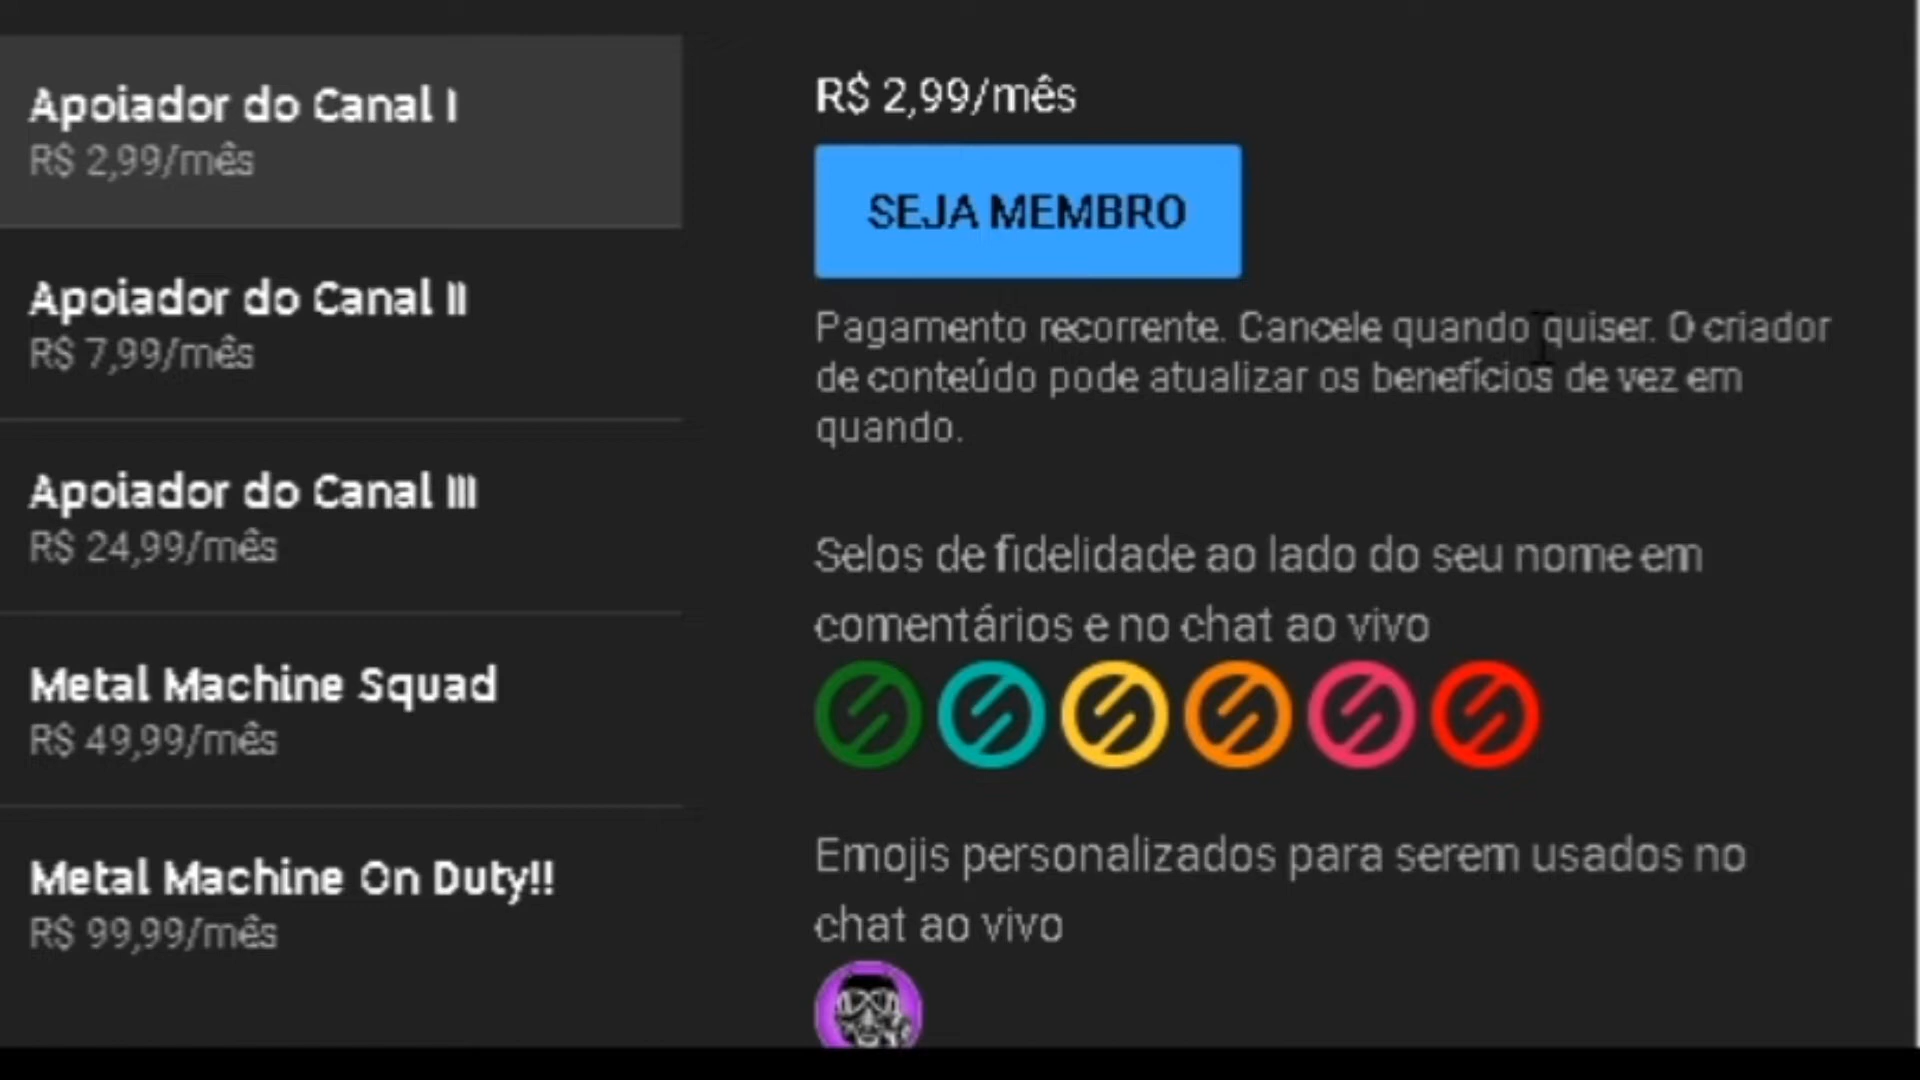 Apoiador do Canal I
R$ 2,99/mês
Apoiador do Canal II
R$ 7,99/mês
Apoiador do Canal III
R$ 24,99/mês
Metal Machine Squad
R$ 49,99/mês
Metal Machine On Duty!!
R$ 99,99/mês
R$ 2,99/mês
SEJA MEMBRO
Pagamento recorrente. Cancele quando quiser. O criador
de conteúdo pode atualizar os benefícios de vez em
quando.
Selos de fidelidade ao lado do seu nome em
comentários e no chat ao vivo
Emojis personalizados para serem usados no
chat ao vivo